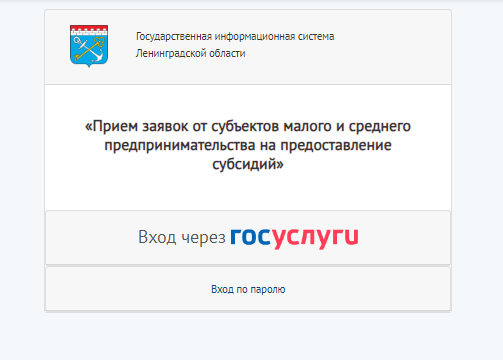 Государственная информационная система
Ленинградской области
«Прием заявок от субъектов малого и среднего
предпринимательства на предоставление
субсидий»
Вход через госуслуги
Вход по паролю